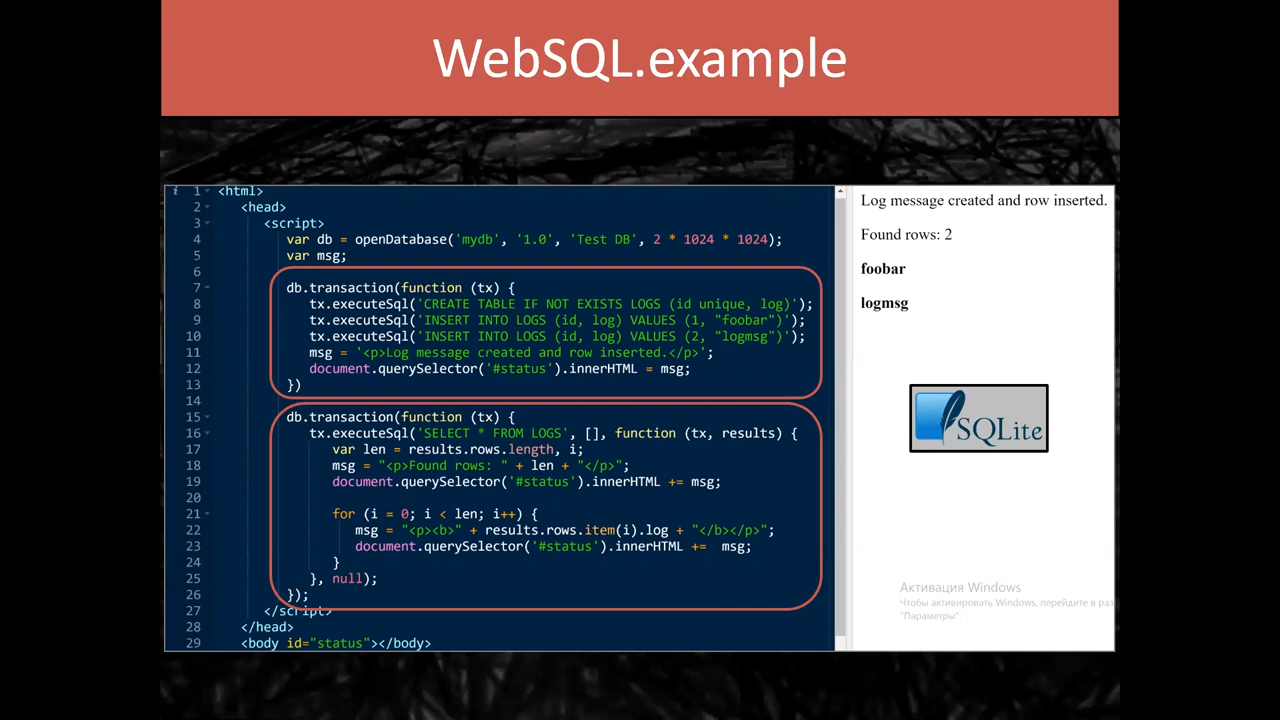 WebSQL.example
i 1 <html>
2 <head>
3 <script>
4 var db = openDatabase('mydb', '1.0', 'Test DB', 2 * 1024 * 1024);
5 var msg;
6
7 db.transaction(function (tx) {
8 tx.executeSql('CREATE TABLE IF NOT EXISTS LOGS (id unique, log)');
9 tx.executeSql('INSERT INTO LOGS (id, log) VALUES (1, "foobar")');
10 tx.executeSql('INSERT INTO LOGS (id, log) VALUES (2, "logmsg")');
11 msg = '<p>Log message created and row inserted.</p>';
12 document.querySelector('#status').innerHTML = msg;
13 })
14
15 db.transaction(function (tx) {
16 tx.executeSql('SELECT * FROM LOGS', [], function (tx, results) {
17 var len = results.rows.length, i;
18 msg = "<p>Found rows: " + len + "</p>";
19 document.querySelector('#status').innerHTML += msg;
20
21 for (i = 0; i < len; i++) {
22 msg = "<p><b>" + results.rows.item(i).log + "</b></p>";
23 document.querySelector('#status').innerHTML += msg;
24 }
25 }, null);
26 });
27 </script>
28 </head>
29 <body id="status"></body>
Log message created and row inserted.
Found rows: 2
foobar
logmsg
SQLite
Активация Windows
Чтобы активировать Windows, перейдите в раз
"Параметры".